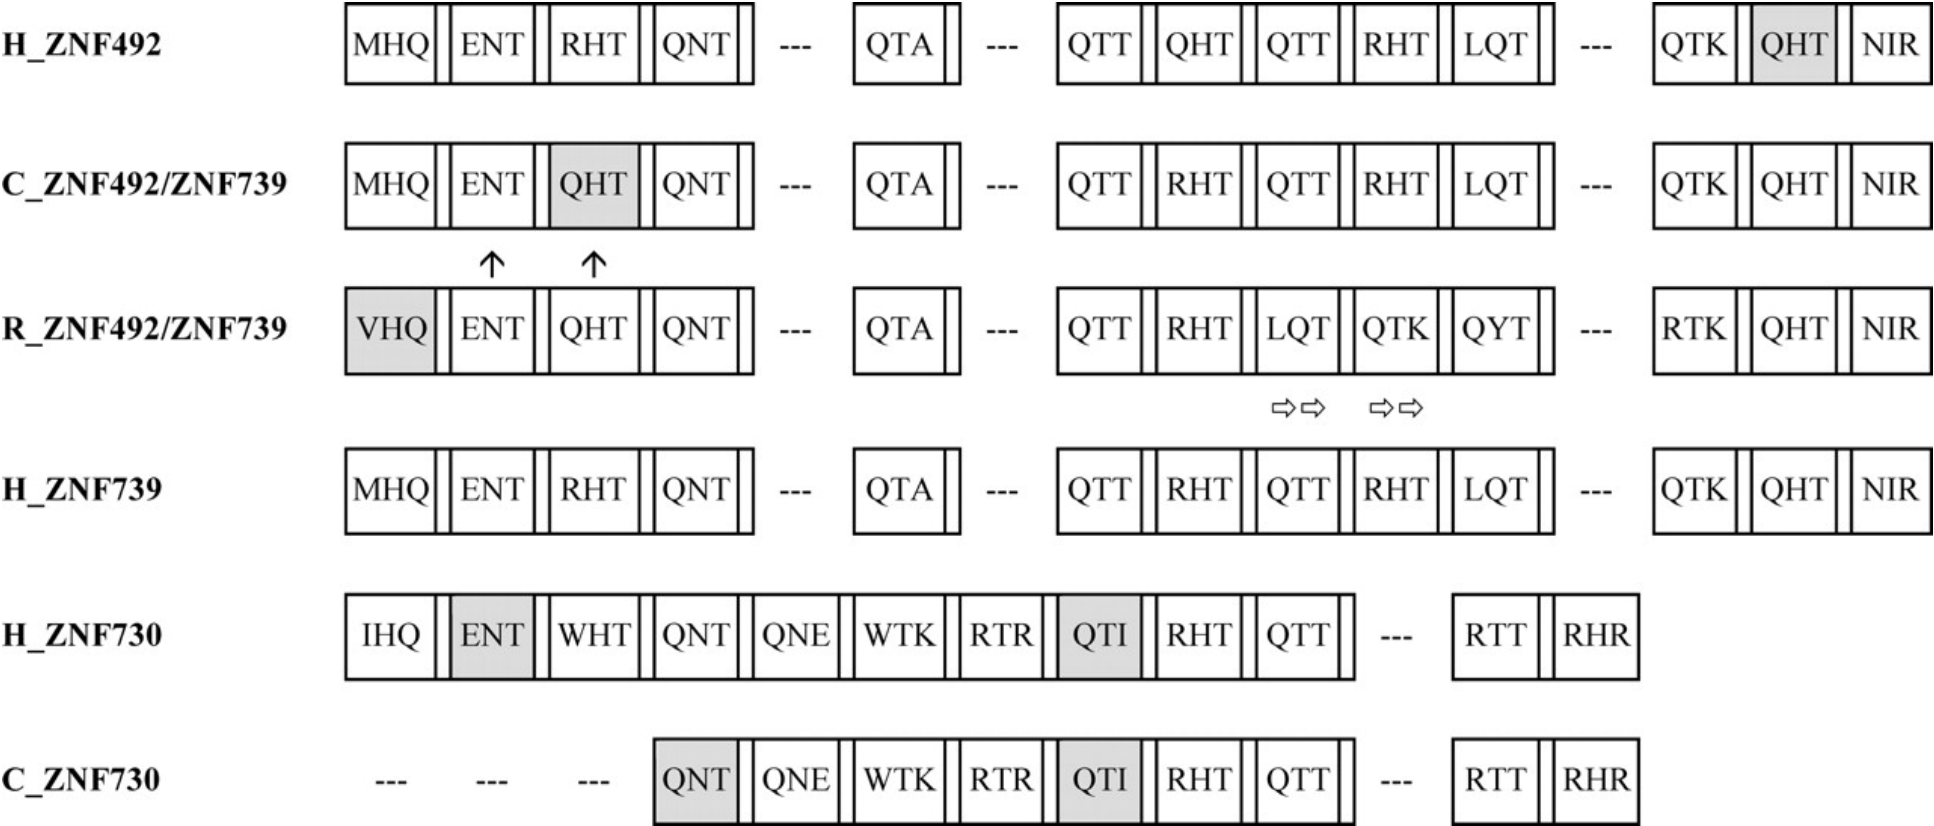 H_ZNF492 MHQ ENT RHT QNT --- QTA --- QTT QHT QTT RHT LQT --- QTK QHT NIR
C_ZNF492/ZNF739 MHQ ENT QHT QNT --- QTA --- QTT RHT QTT RHT LQT --- QTK QHT NIR
R_ZNF492/ZNF739 VHQ ENT QHT QNT --- QTA --- QTT RHT LQT QTK QYT --- RTK QHT NIR
H_ZNF739 MHQ ENT RHT QNT --- QTA --- QTT RHT QTT RHT LQT --- QTK QHT NIR
H_ZNF730 IHQ ENT WHT QNT QNE WTK RTR QTI RHT QTT --- RTT RHR
C_ZNF730 --- --- --- QNT QNE WTK RTR QTI RHT QTT --- RTT RHR